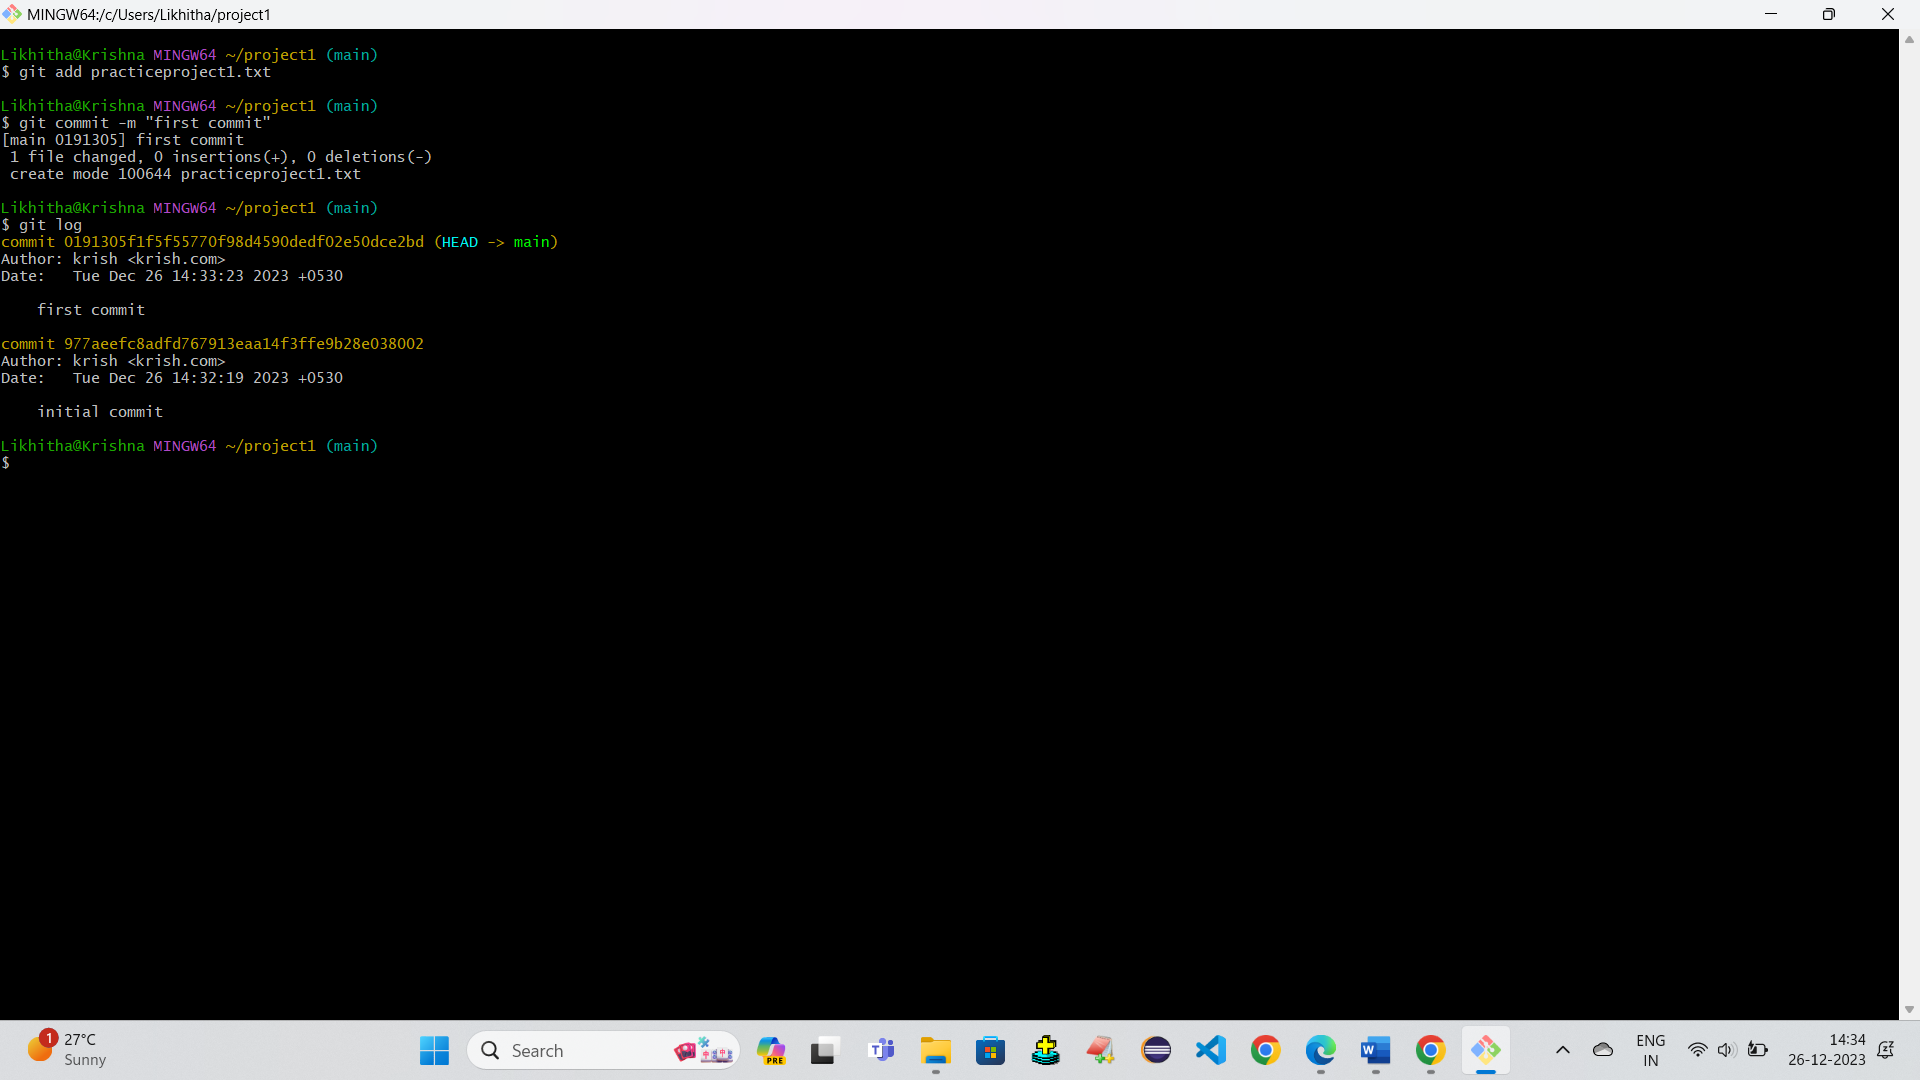 MINGW64:/c/Users/Likhitha/project1
Likhitha@Krishna MINGW64 ~/project1 (main)
$ git add practiceproject1.txt
Likhitha@Krishna MINGW64 ~/project1 (main)
$ git commit -m "first commit"
[main 0191305] first commit
 1 file changed, 0 insertions(+), 0 deletions(-)
 create mode 100644 practiceproject1.txt
Likhitha@Krishna MINGW64 ~/project1 (main)
$ git log
commit 0191305f1f5f55770f98d4590dedf02e50dce2bd (HEAD -> main)
Author: krish <krish.com>
Date:   Tue Dec 26 14:33:23 2023 +0530
    first commit
commit 977aeefc8adfd767913eaa14f3ffe9b28e038002
Author: krish <krish.com>
Date:   Tue Dec 26 14:32:19 2023 +0530
    initial commit
Likhitha@Krishna MINGW64 ~/project1 (main)
$
1
27°C
Sunny
Search
PRE
T
W
ENG
IN
14:34
26-12-2023